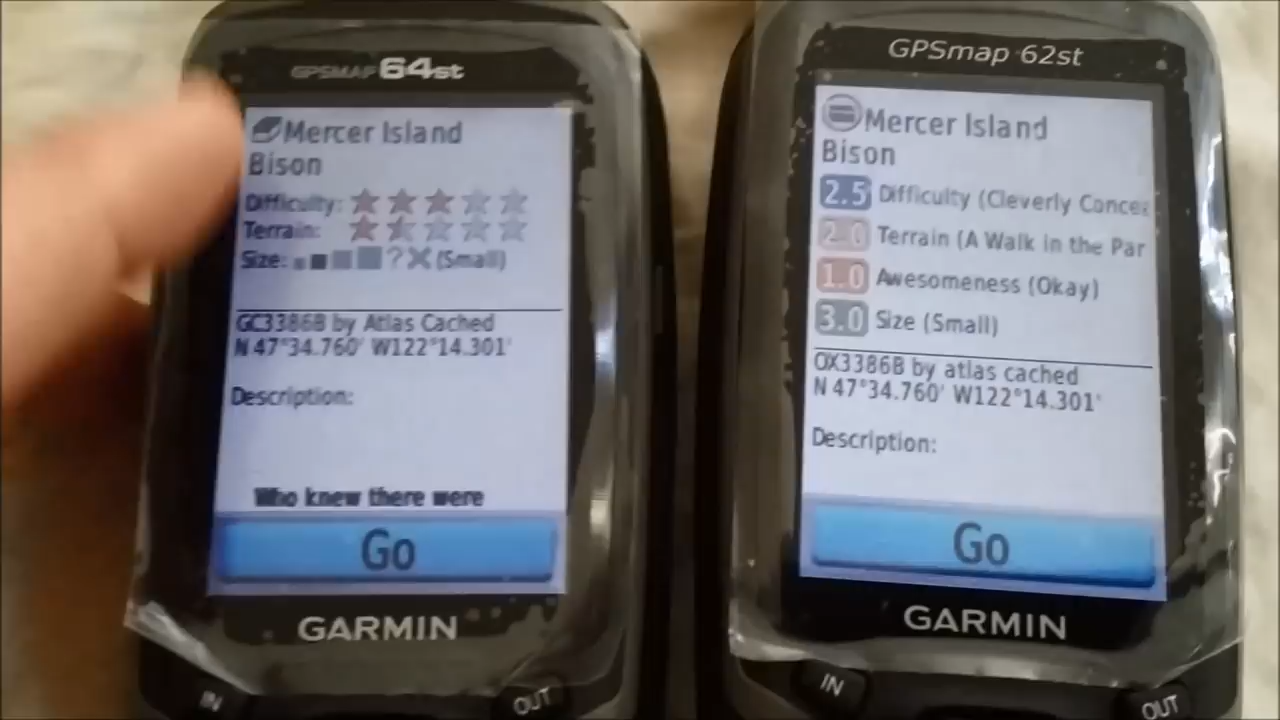 GPSMAP 64st
Mercer Island
Bison
Difficulty:
Terrain:
Size: ? (Small)
GC3386B by Atlas Cached
N 47°34.760' W122°14.301'
Description:
Who knew there were
Go
GARMIN
IN
OUT
GPSmap 62st
Mercer Island
Bison
2.5 Difficulty (Cleverly Concea
2.0 Terrain (A Walk in the Par
1.0 Awesomeness (Okay)
3.0 Size (Small)
OX3386B by atlas cached
N 47°34.760' W122°14.301'
Description:
Go
GARMIN
IN
OUT